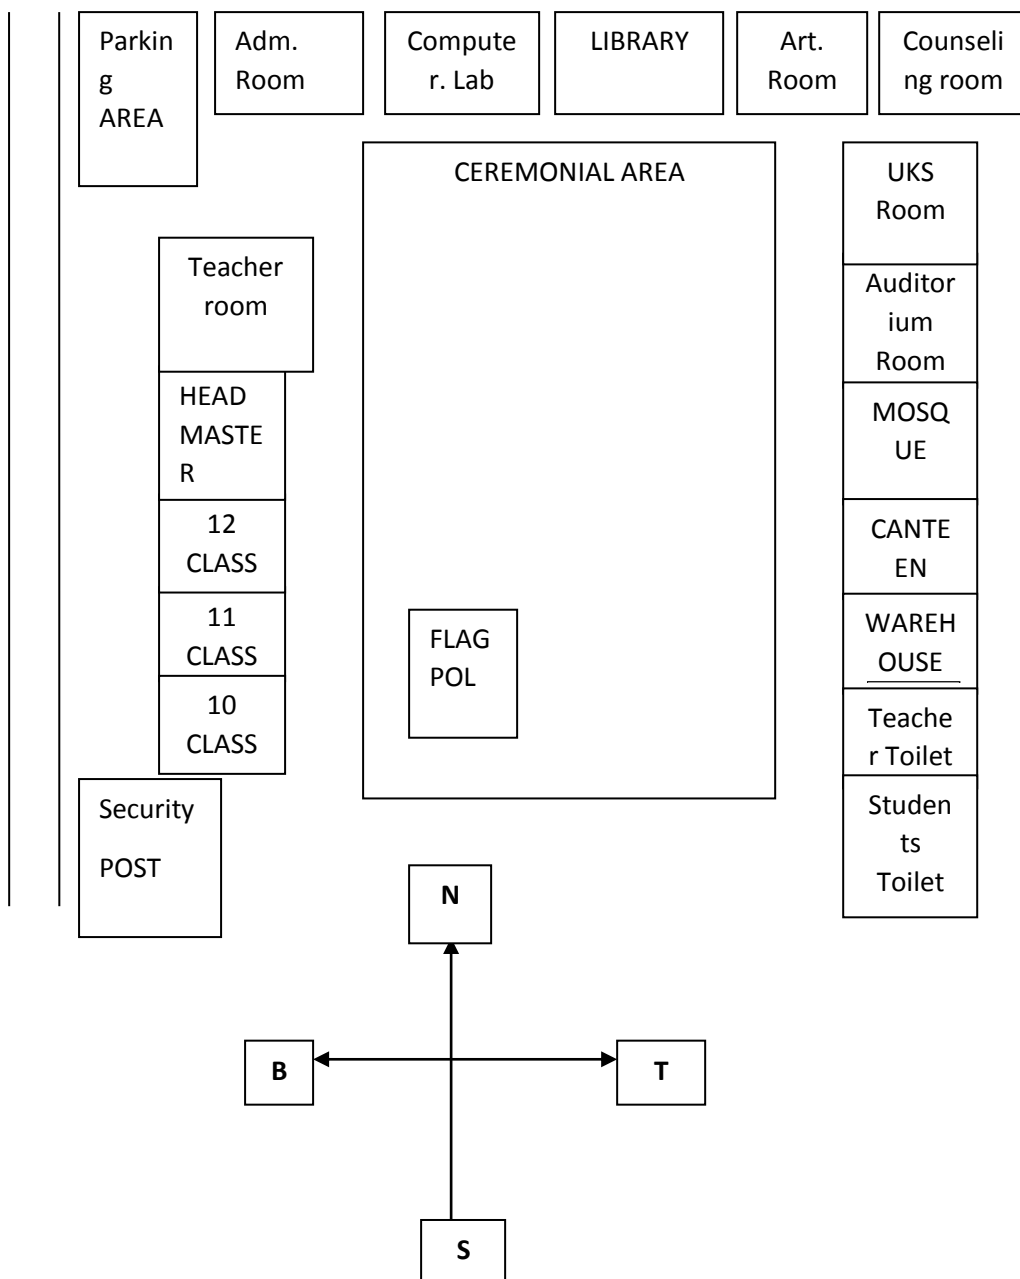 Parkin
g
AREA
Adm.
Room
Compute
r. Lab
LIBRARY
Art.
Room
Counseli
ng room
CEREMONIAL AREA
UKS
Room
Teacher
room
Auditor
ium
Room
HEAD
MASTE
R
MOSQ
UE
12
CLASS
CANTE
EN
11
CLASS
FLAG
POL
WAREH
OUSE
10
CLASS
Teache
r Toilet
Security
POST
Studen
ts
Toilet
N
B
T
S